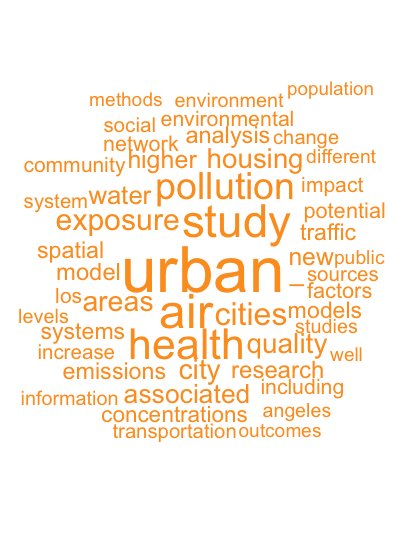 population
methods environment
social environmental
network analysis change
community higher housing different
system water pollution impact
exposure study potential
traffic
spatial new public
model urban – sources
los areas air cities factors
levels models
systems health quality studies
increase well
emissions city research
information associated including
concentrations angeles
transportation outcomes